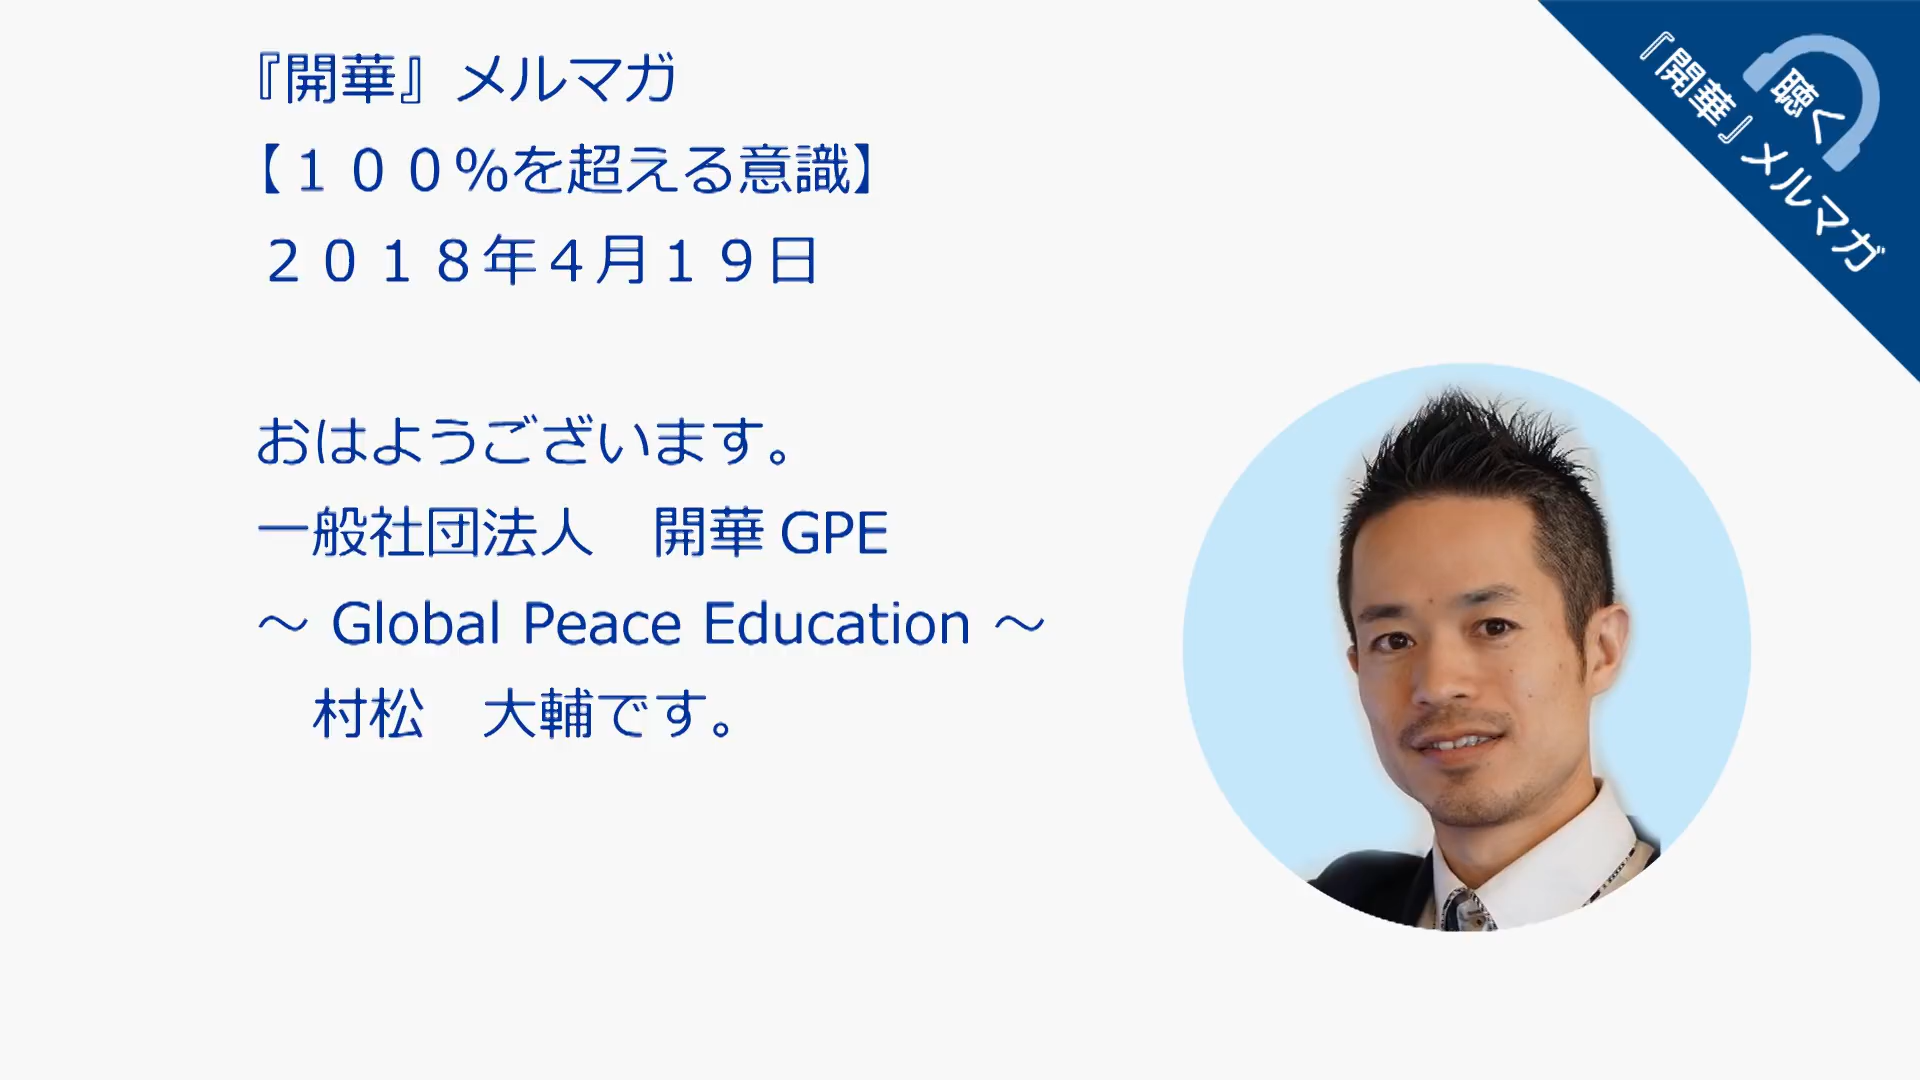 『開華』メルマガ
【１００％を超える意識】
２０１８年４月１９日
おはようございます。
一般社団法人　開華 GPE
～ Global Peace Education ～
村松　大輔です。
聴く
『開華』メルマガ